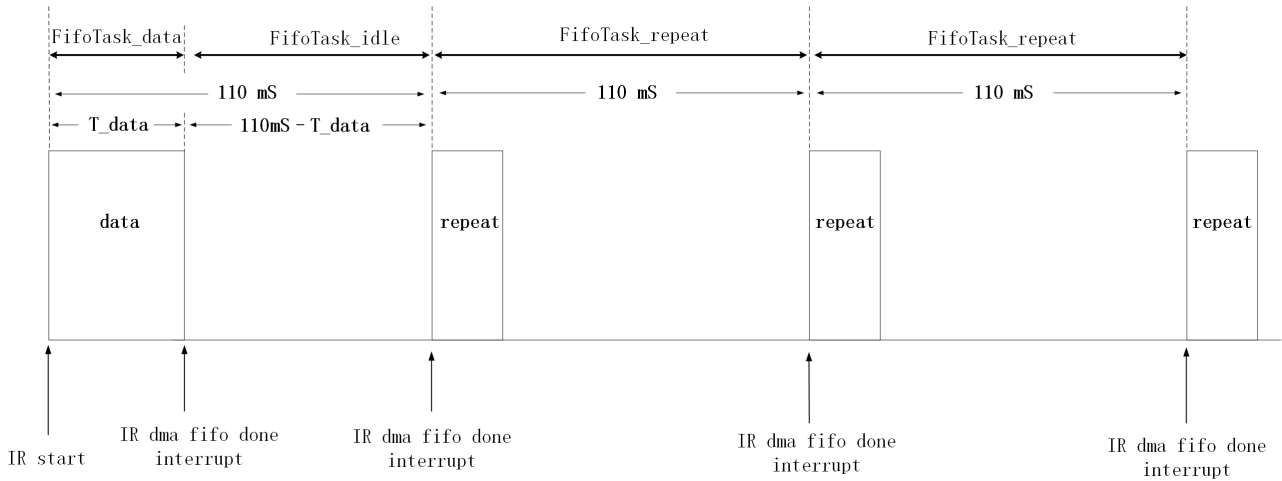 FifoTask_data
FifoTask_idle
FifoTask_repeat
FifoTask_repeat
110 mS
110 mS
110 mS
T_data
110mS - T_data
data
repeat
repeat
repeat
IR start
IR dma fifo done
interrupt
IR dma fifo done
interrupt
IR dma fifo done
interrupt
IR dma fifo done
interrupt